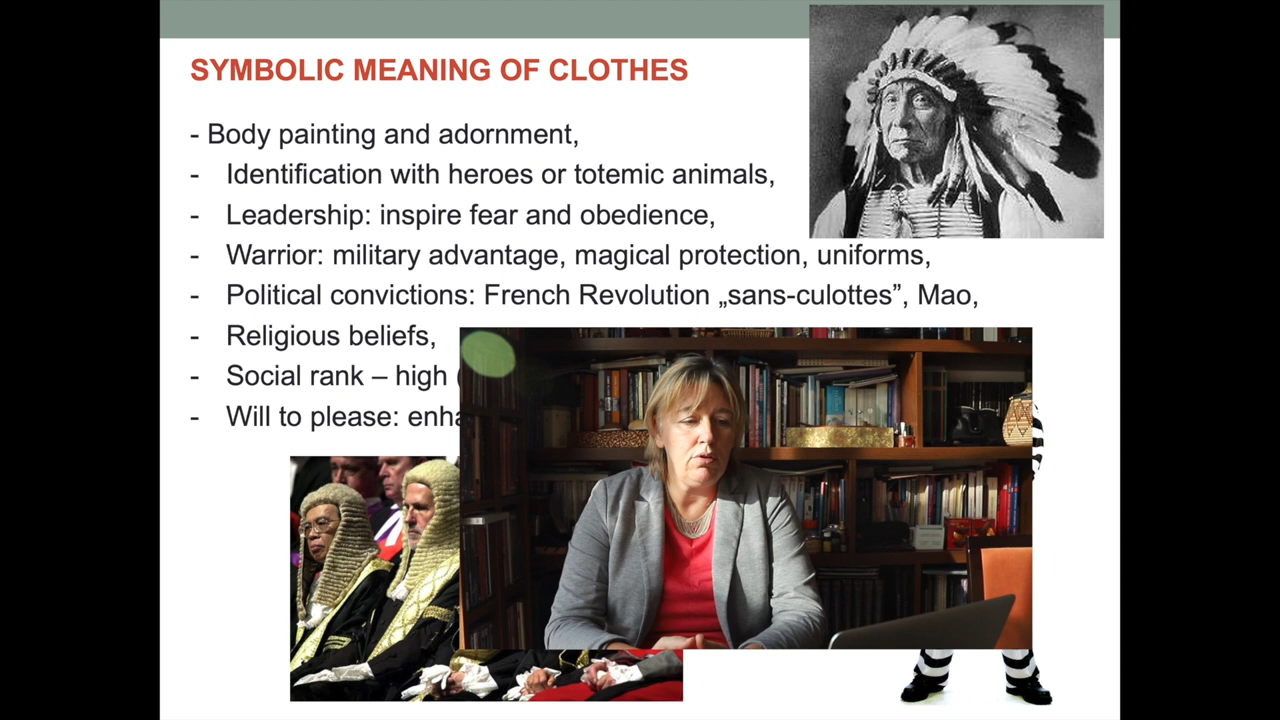 SYMBOLIC MEANING OF CLOTHES
- Body painting and adornment,
- Identification with heroes or totemic animals,
- Leadership: inspire fear and obedience,
- Warrior: military advantage, magical protection, uniforms,
- Political convictions: French Revolution „sans-culottes”, Mao,
- Religious beliefs,
- Social rank – high
- Will to please: